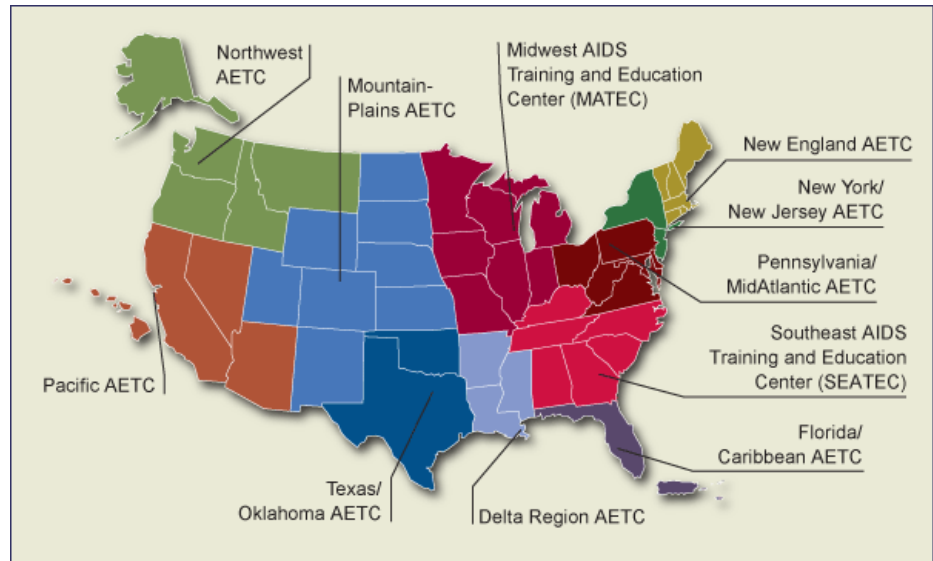 Northwest
AETC
Mountain-
Plains AETC
Midwest AIDS
Training and Education
Center (MATEC)
New England AETC
New York/
New Jersey AETC
Pennsylvania/
MidAtlantic AETC
Southeast AIDS
Training and Education
Center (SEATEC)
Pacific AETC
Florida/
Caribbean AETC
Texas/
Oklahoma AETC
Delta Region AETC